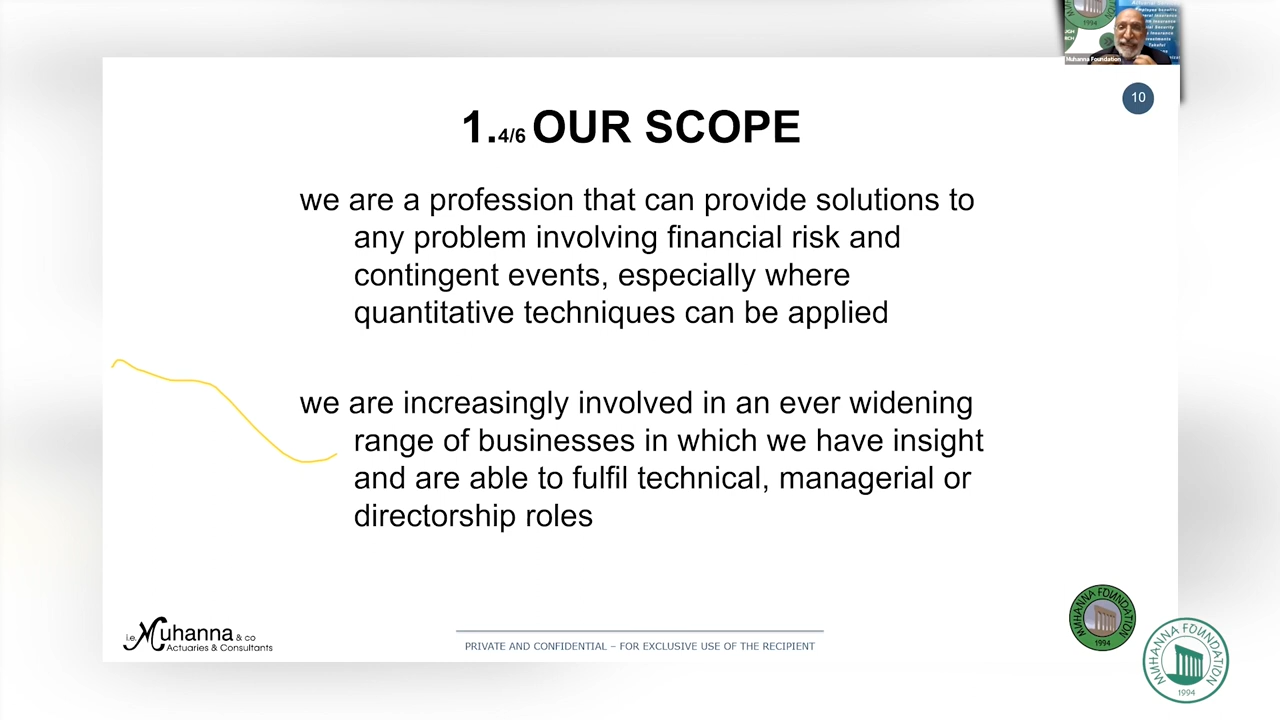 Muhanna Foundation
10
1.4/6 OUR SCOPE
we are a profession that can provide solutions to
any problem involving financial risk and
contingent events, especially where
quantitative techniques can be applied
we are increasingly involved in an ever widening
range of businesses in which we have insight
and are able to fulfil technical, managerial or
directorship roles
i.e. Muhanna & co
Actuaries & Consultants
PRIVATE AND CONFIDENTIAL – FOR EXCLUSIVE USE OF THE RECIPIENT
MUHANNA FOUNDATION
1994
MUHANNA FOUNDATION
1994